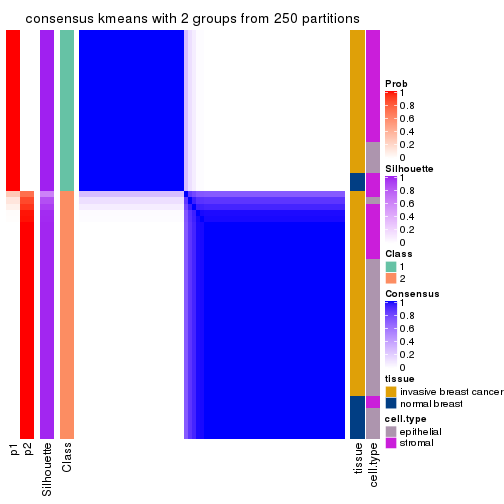 consensus kmeans with 2 groups from 250 partitions
Prob
1
0.8
0.6
0.4
0.2
0
Silhouette
1
0.8
0.6
0.4
0.2
0
Class
1
2
Consensus
1
0.8
0.6
0.4
0.2
0
tissue
invasive breast cancer
normal breast
cell.type
epithelial
stromal
p1
p2
Silhouette
Class
tissue
cell.type